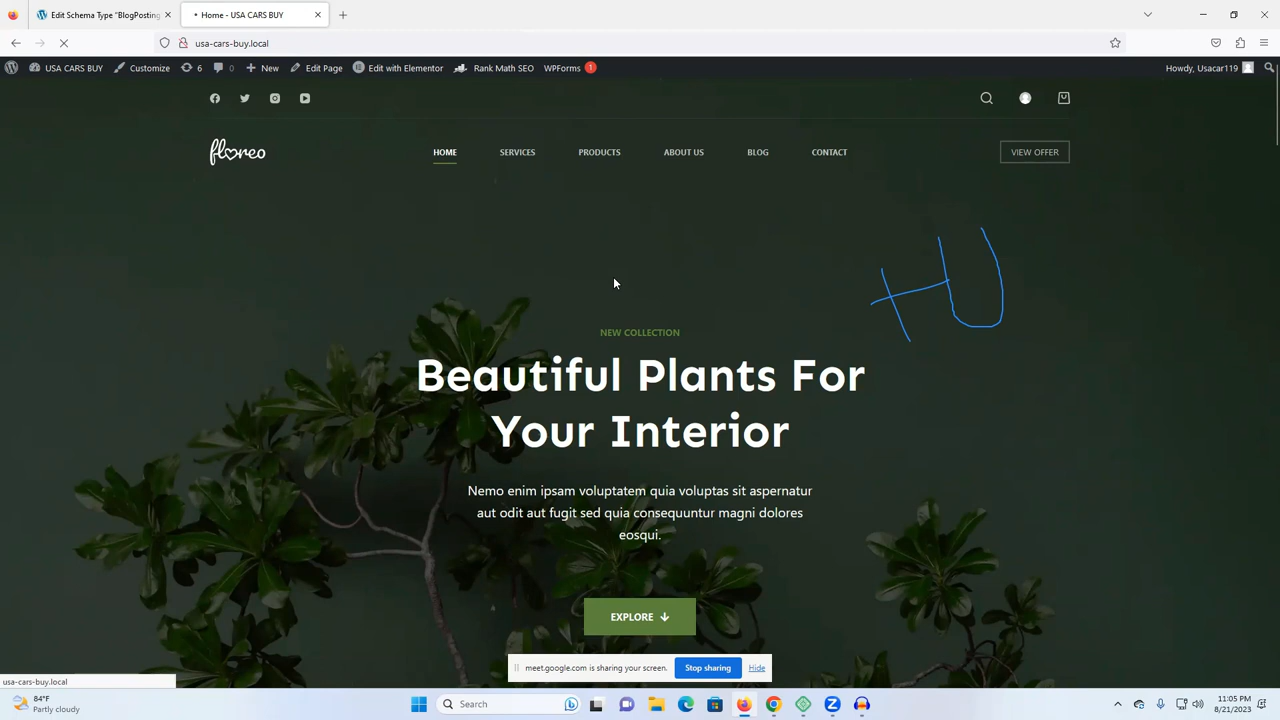 Edit Schema Type “BlogPosting
Home - USA CARS BUY
usa-cars-buy.local
USA CARS BUY
Customize
6
0
New
Edit Page
Edit with Elementor
Rank Math SEO
WPForms 1
Howdy, Usacar119
floreo
HOME
SERVICES
PRODUCTS
ABOUT US
BLOG
CONTACT
VIEW OFFER
HU
NEW COLLECTION
Beautiful Plants For
Your Interior
Nemo enim ipsam voluptatem quia voluptas sit aspernatur
aut odit aut fugit sed quia consequuntur magni dolores
eosqui.
EXPLORE
meet.google.com is sharing your screen.
Stop sharing
Hide
usa-cars-buy.local
84°F
Partly cloudy
Search
11:05 PM
8/21/2023